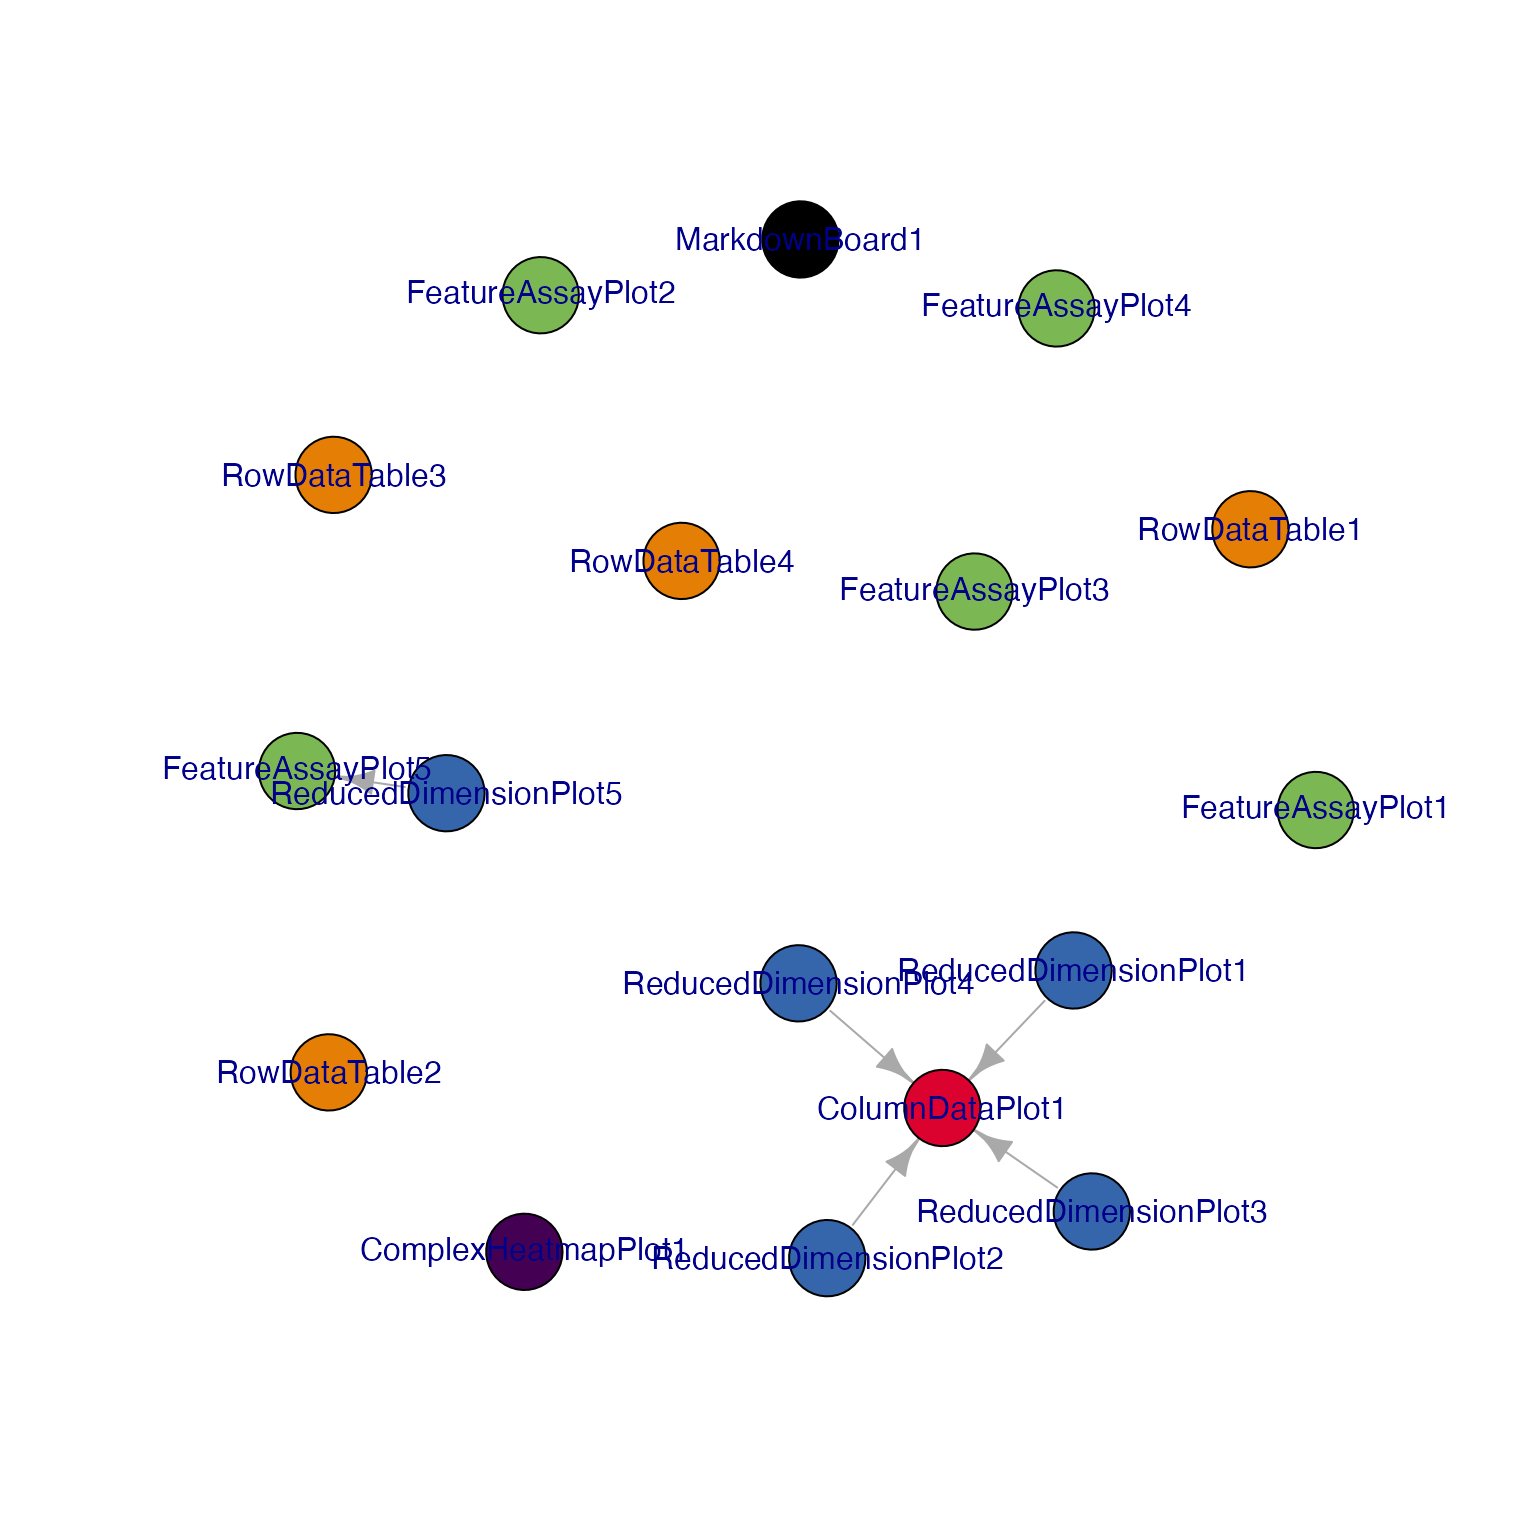 MarkdownBoard1
FeatureAssayPlot2
FeatureAssayPlot4
RowDataTable3
RowDataTable1
RowDataTable4
FeatureAssayPlot3
FeatureAssayPlot5
ReducedDimensionPlot5
FeatureAssayPlot1
ReducedDimensionPlot1
ReducedDimensionPlot4
RowDataTable2
ColumnDataPlot1
ReducedDimensionPlot3
ComplexHeatmapPlot1
ReducedDimensionPlot2